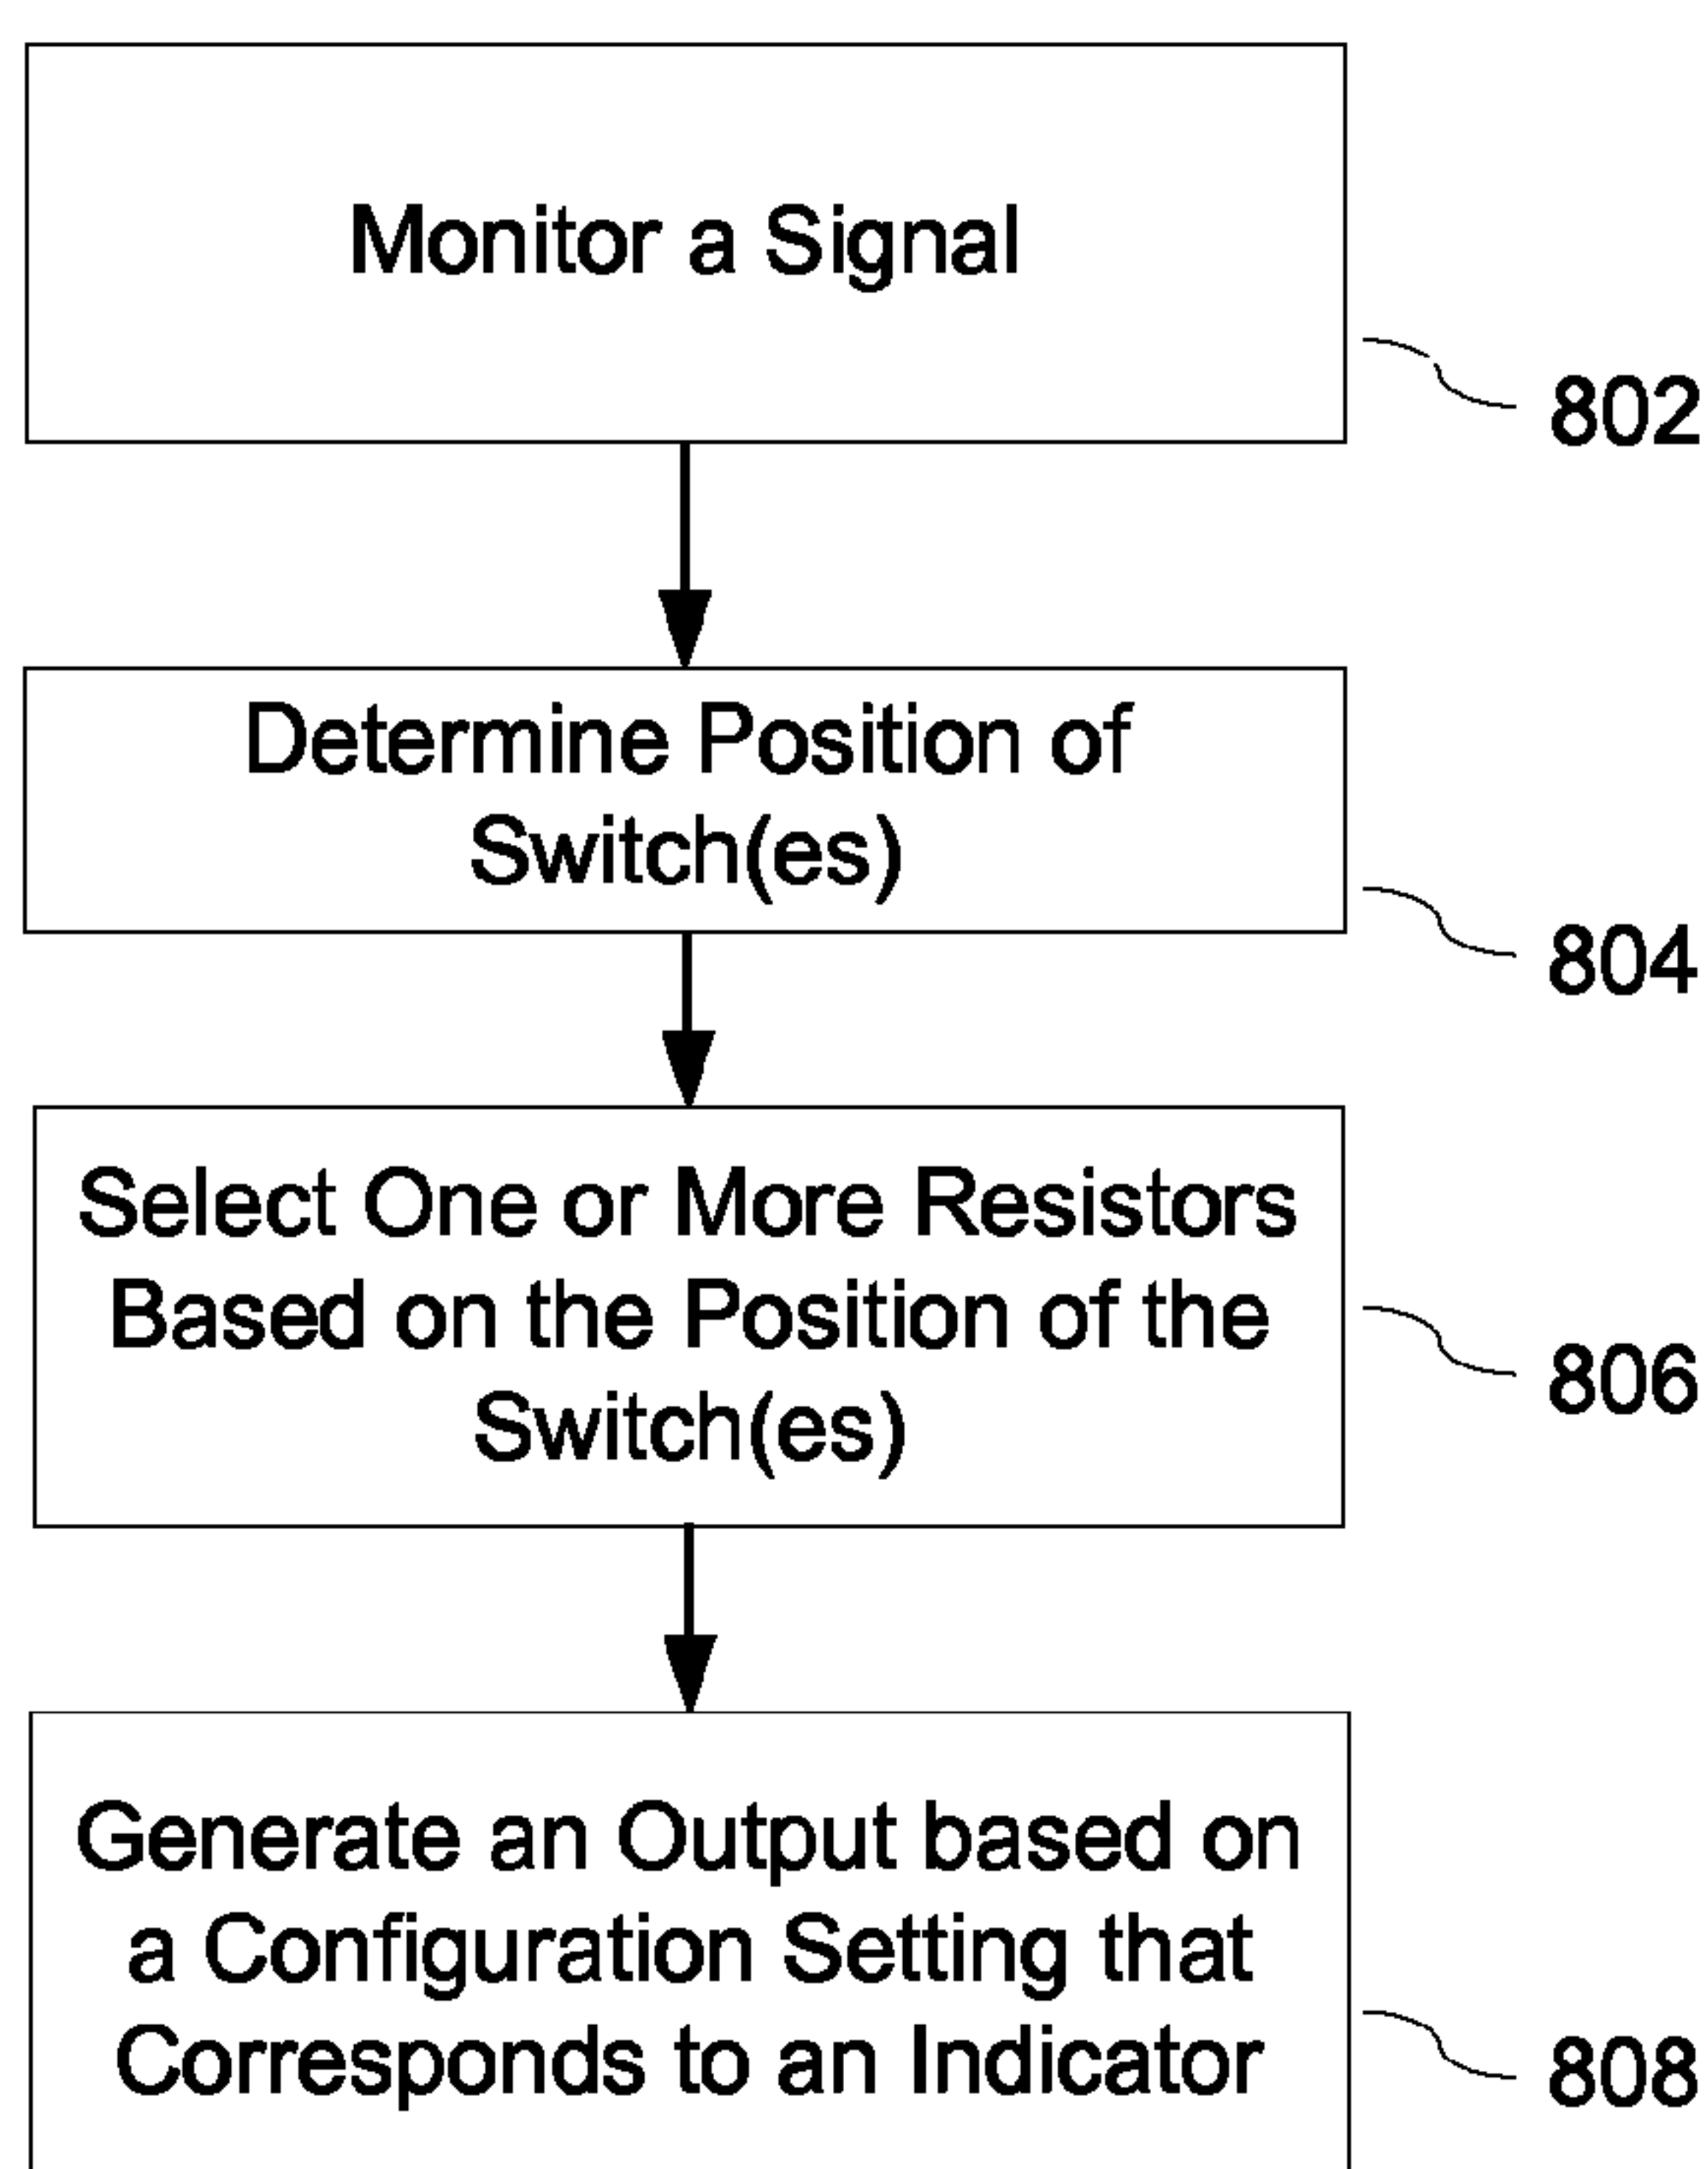 Monitor a Signal
802
Determine Position of
Switch(es)
804
Select One or More Resistors
Based on the Position of the
Switch(es)
806
Generate an Output based on
a Configuration Setting that
Corresponds to an Indicator
808